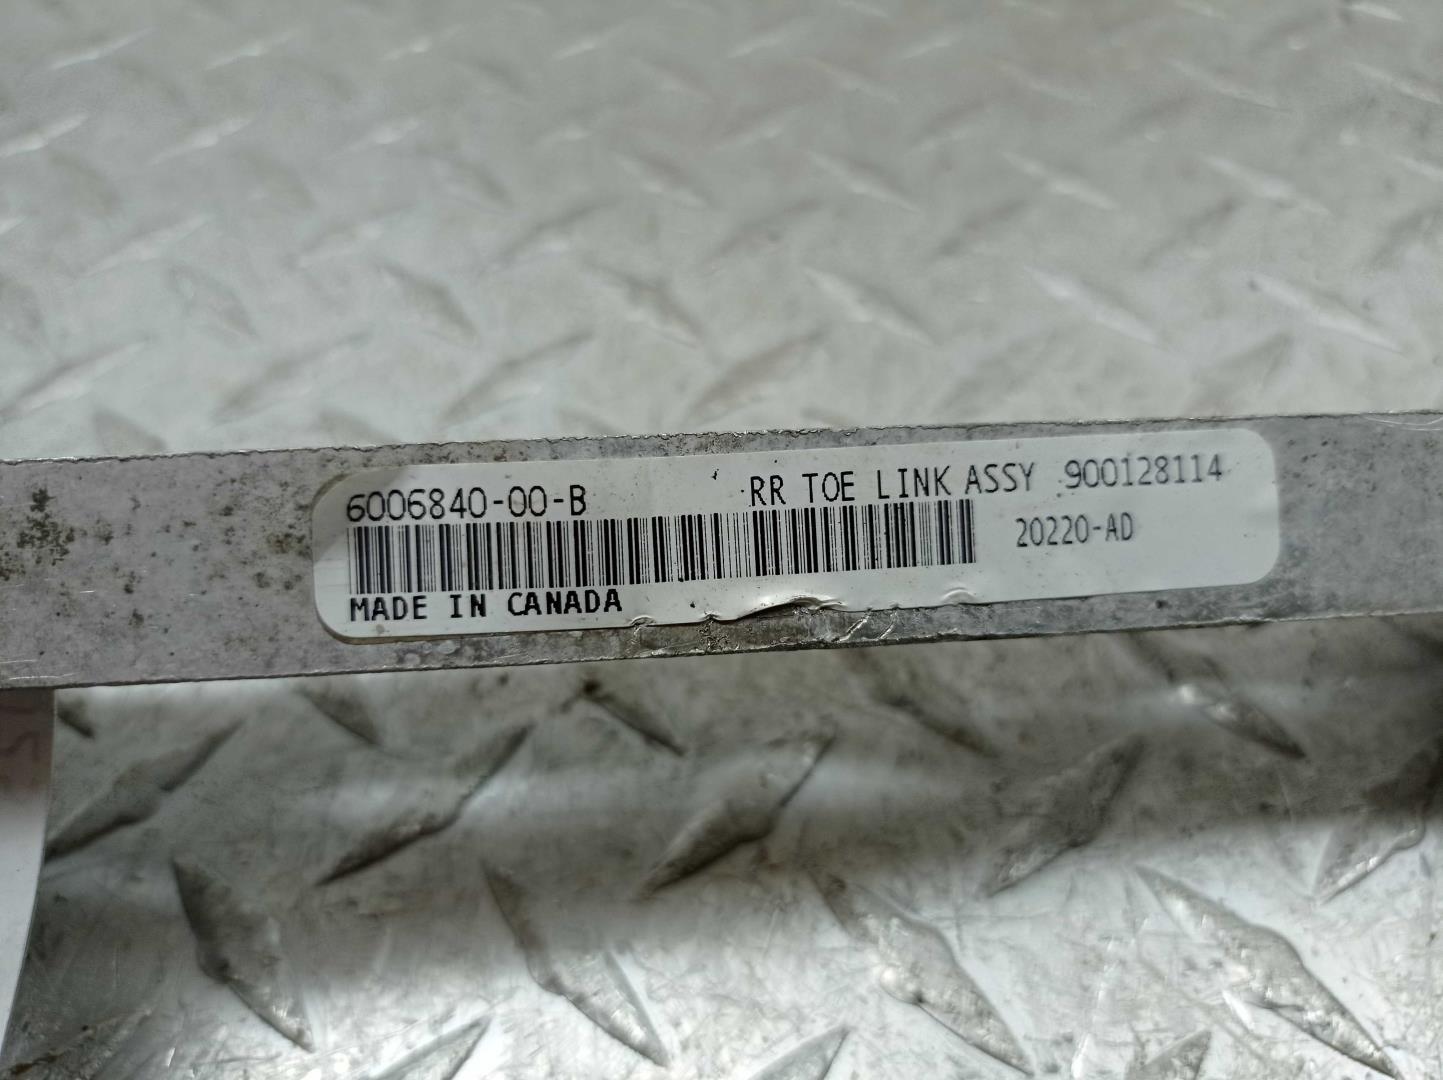 6006840-00-B RR TOE LINK ASSY 900128114
20220-AD
MADE IN CANADA